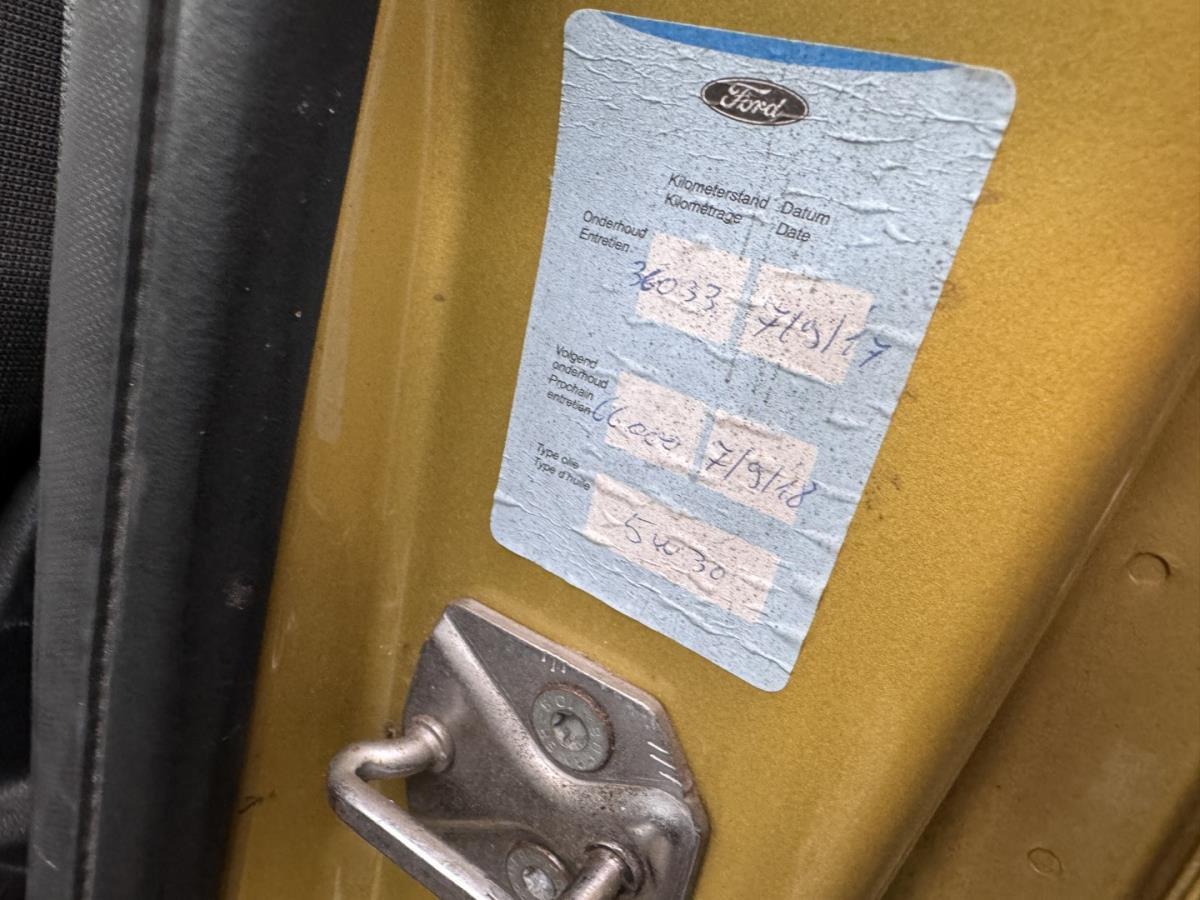 Ford
Kilometerstand Datum
Kilométrage Date
Onderhoud
Entretien
36033 7/9/17
Volgend
onderhoud
Prochain
entretien
66000 7/9/18
Type olie
Type d'huile
5w30